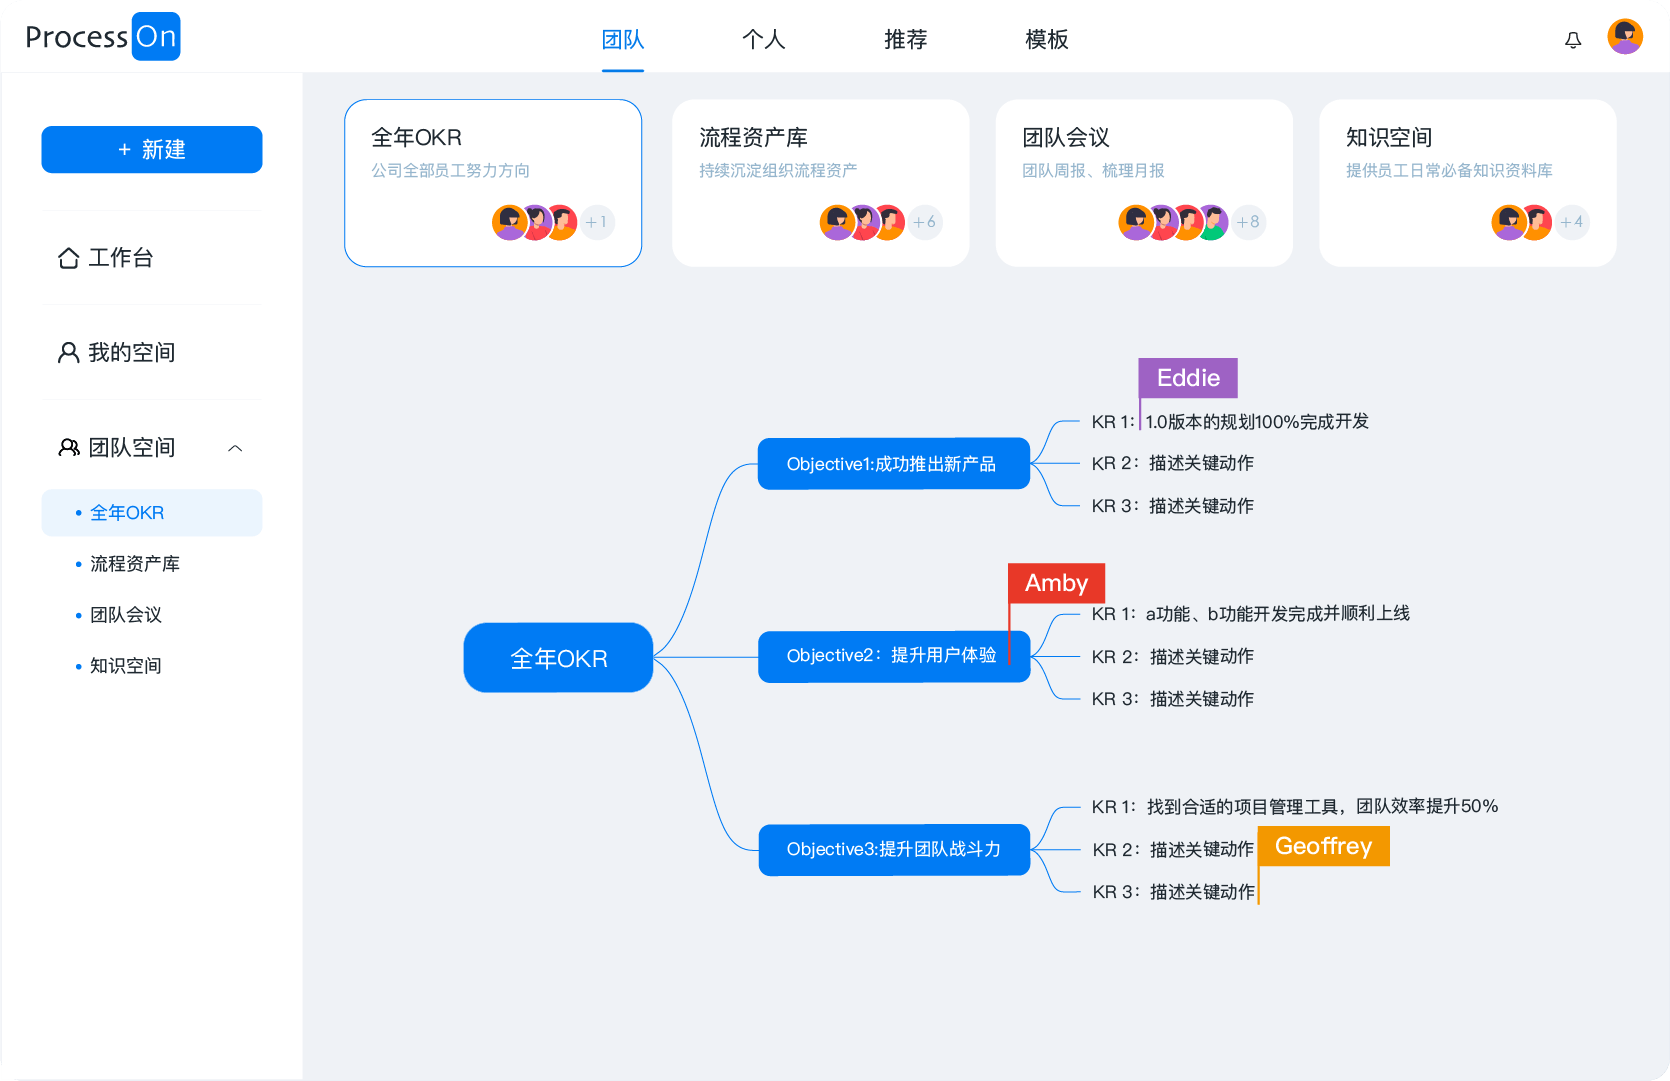 ProcessOn
团队
个人
推荐
模板
+ 新建
工作台
我的空间
团队空间
全年OKR
流程资产库
团队会议
知识空间
全年OKR
公司全部员工努力方向
+1
流程资产库
持续沉淀组织流程资产
+6
团队会议
团队周报、梳理月报
+8
知识空间
提供员工日常必备知识资料库
+4
全年OKR
Objective1:成功推出新产品
Eddie
KR 1：1.0版本的规划100%完成开发
KR 2：描述关键动作
KR 3：描述关键动作
Amby
Objective2：提升用户体验
KR 1：a功能、b功能开发完成并顺利上线
KR 2：描述关键动作
KR 3：描述关键动作
Objective3:提升团队战斗力
KR 1：找到合适的项目管理工具，团队效率提升50%
KR 2：描述关键动作
Geoffrey
KR 3：描述关键动作